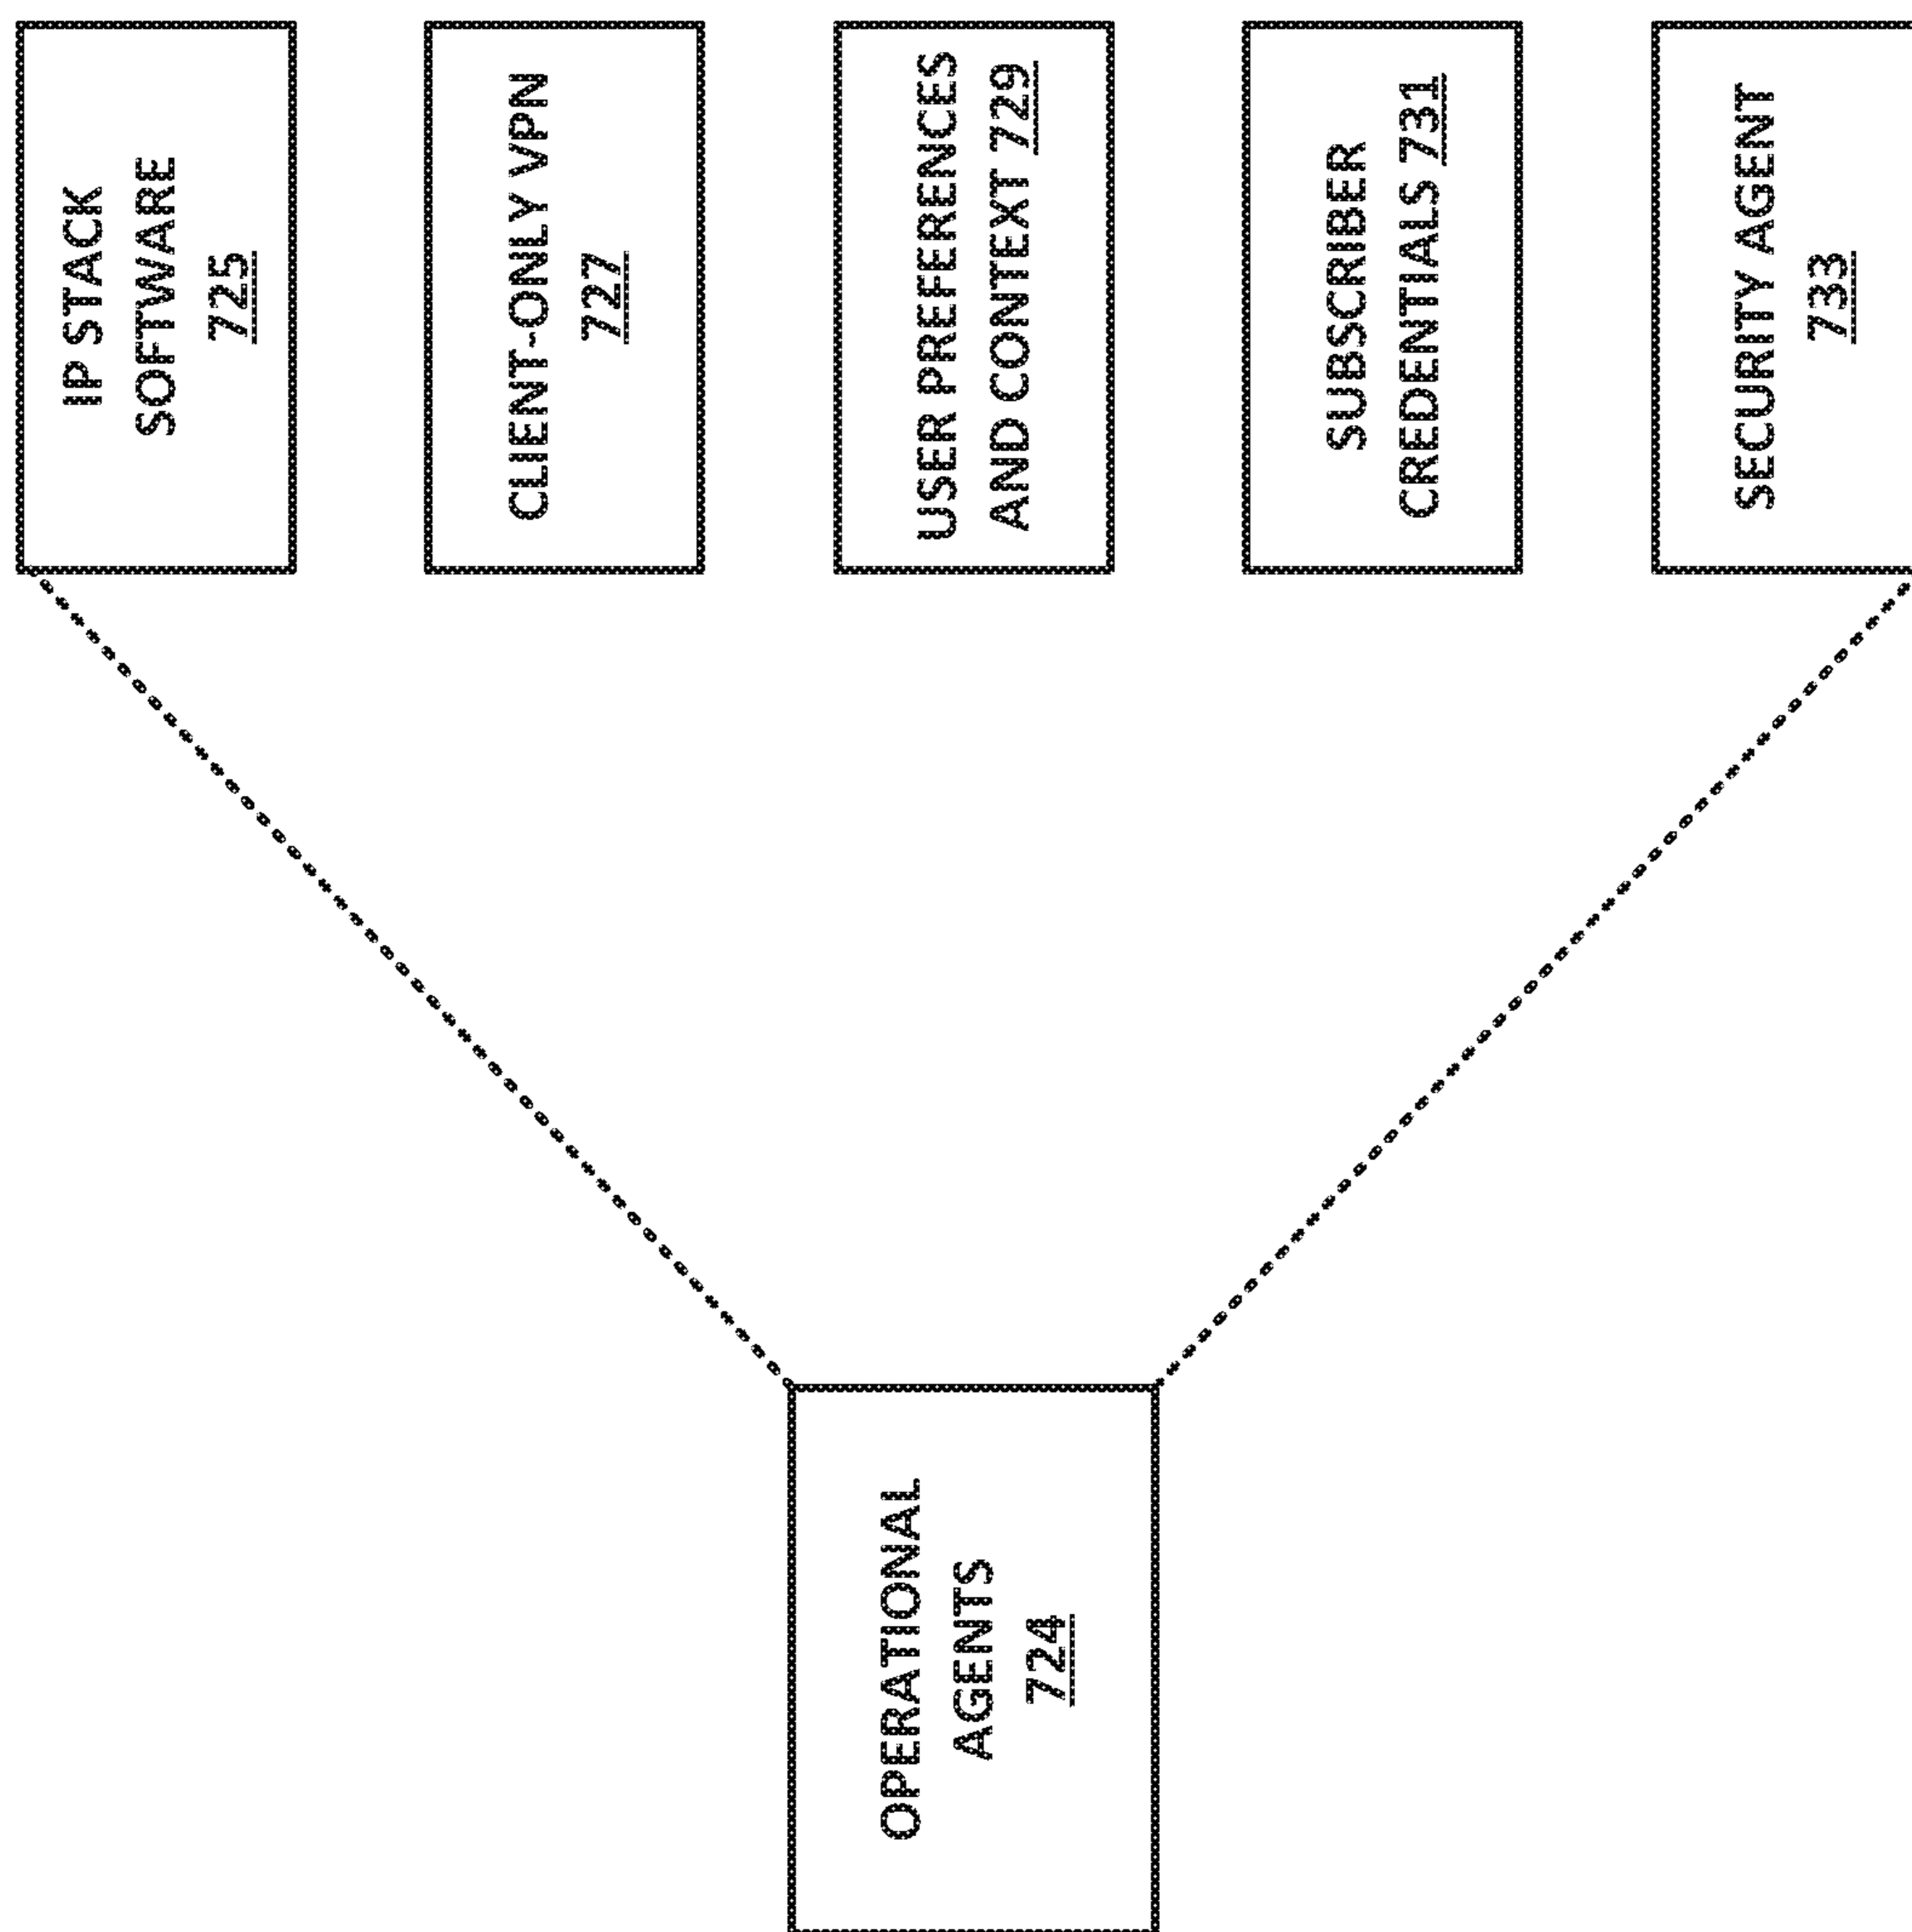 OPERATIONAL
AGENTS
724
IP STACK
SOFTWARE
725
CLIENT-ONLY VPN
727
USER PREFERENCES
AND CONTEXT 729
SUBSCRIBER
CREDENTIALS 731
SECURITY AGENT
733